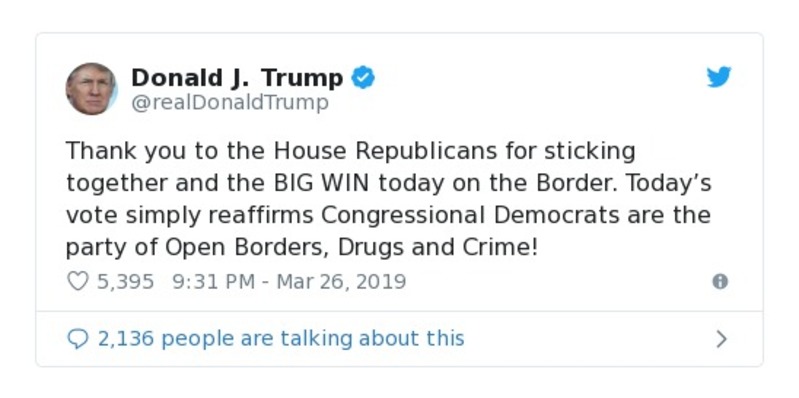 Donald J. Trump
@realDonaldTrump
Thank you to the House Republicans for sticking
together and the BIG WIN today on the Border. Today’s
vote simply reaffirms Congressional Democrats are the
party of Open Borders, Drugs and Crime!
5,395 9:31 PM - Mar 26, 2019
2,136 people are talking about this